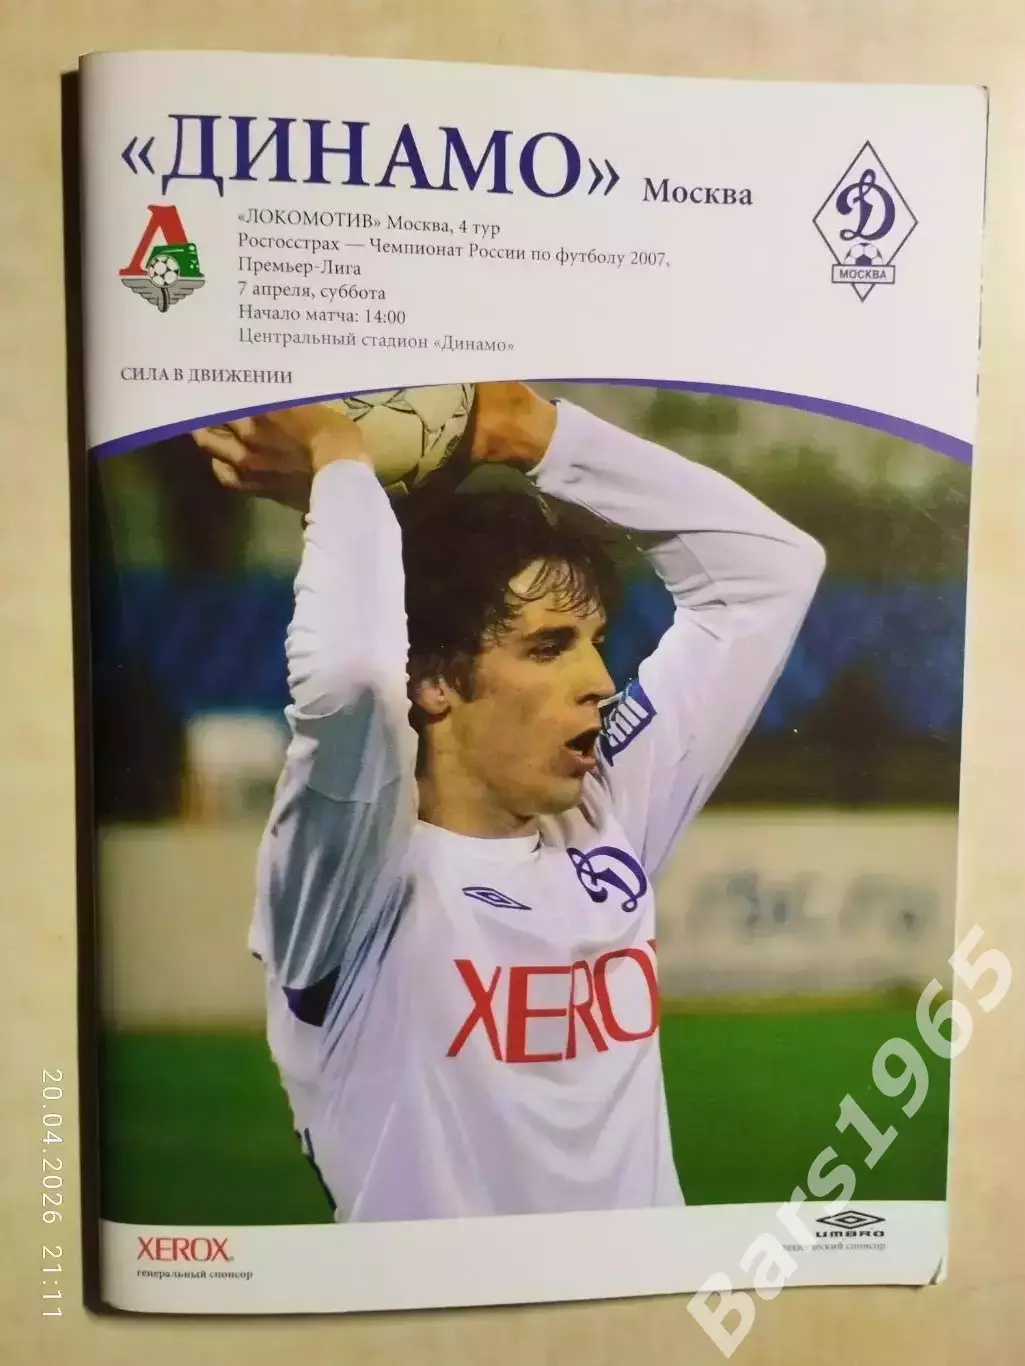 «ДИНАМО» Москва
«ЛОКОМОТИВ» Москва, 4 тур
Росгосстрах — Чемпионат России по футболу 2007,
Премьер-Лига
7 апреля, суббота
Начало матча: 14:00
Центральный стадион «Динамо»
СИЛА В ДВИЖЕНИИ
Д
МОСКВА
Л
Д
XEROX
XEROX
генеральный спонсор
UMBRO
технический спонсор
20.04.2026 21:11
Bars1965